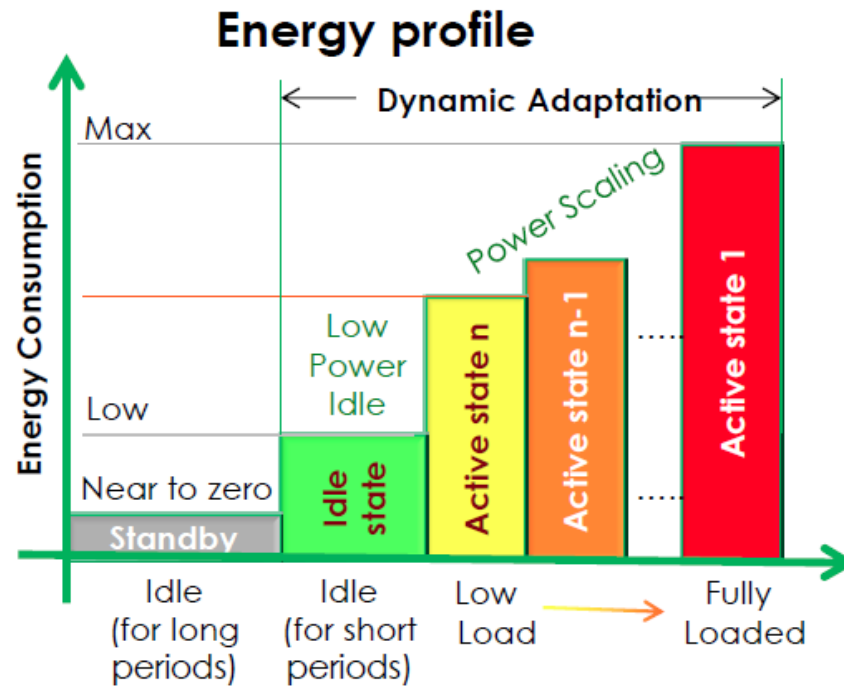 Energy profile
Dynamic Adaptation
Max
Power Scaling
Energy Consumption
Low
Power
Idle
Low
Near to zero
Standby
Idle
state
Active state n
Active state n-1
.....
.....
Active state 1
Idle
(for long
periods)
Idle
(for short
periods)
Low
Load
Fully
Loaded